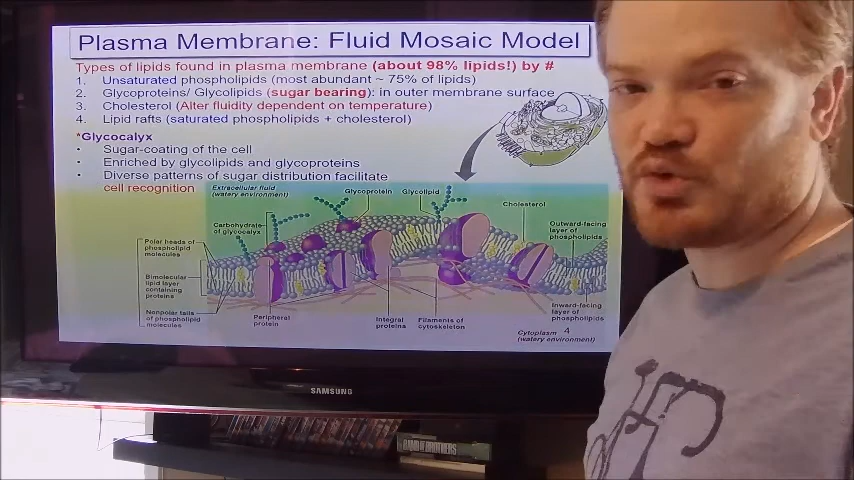 Plasma Membrane: Fluid Mosaic Model
Types of lipids found in plasma membrane (about 98% lipids!) by #
1. Unsaturated phospholipids (most abundant ~ 75% of lipids)
2. Glycoproteins/ Glycolipids (sugar bearing): in outer membrane surface
3. Cholesterol (Alter fluidity dependent on temperature)
4. Lipid rafts (saturated phospholipids + cholesterol)
*Glycocalyx
• Sugar-coating of the cell
• Enriched by glycolipids and glycoproteins
• Diverse patterns of sugar distribution facilitate
cell recognition
Extracellular fluid
(watery environment)
Glycoprotein
Glycolipid
Cholesterol
Carbohydrate
of glycocalyx
Outward-facing
layer of
phospholipids
Polar heads of
phospholipid
molecules
Bimolecular
lipid layer
containing
proteins
Nonpolar tails
of phospholipid
molecules
Peripheral
protein
Integral
proteins
Filaments of
cytoskeleton
Inward-facing
layer of
phospholipids
Cytoplasm
(watery environment)
4
SAMSUNG
BAND OF BROTHERS